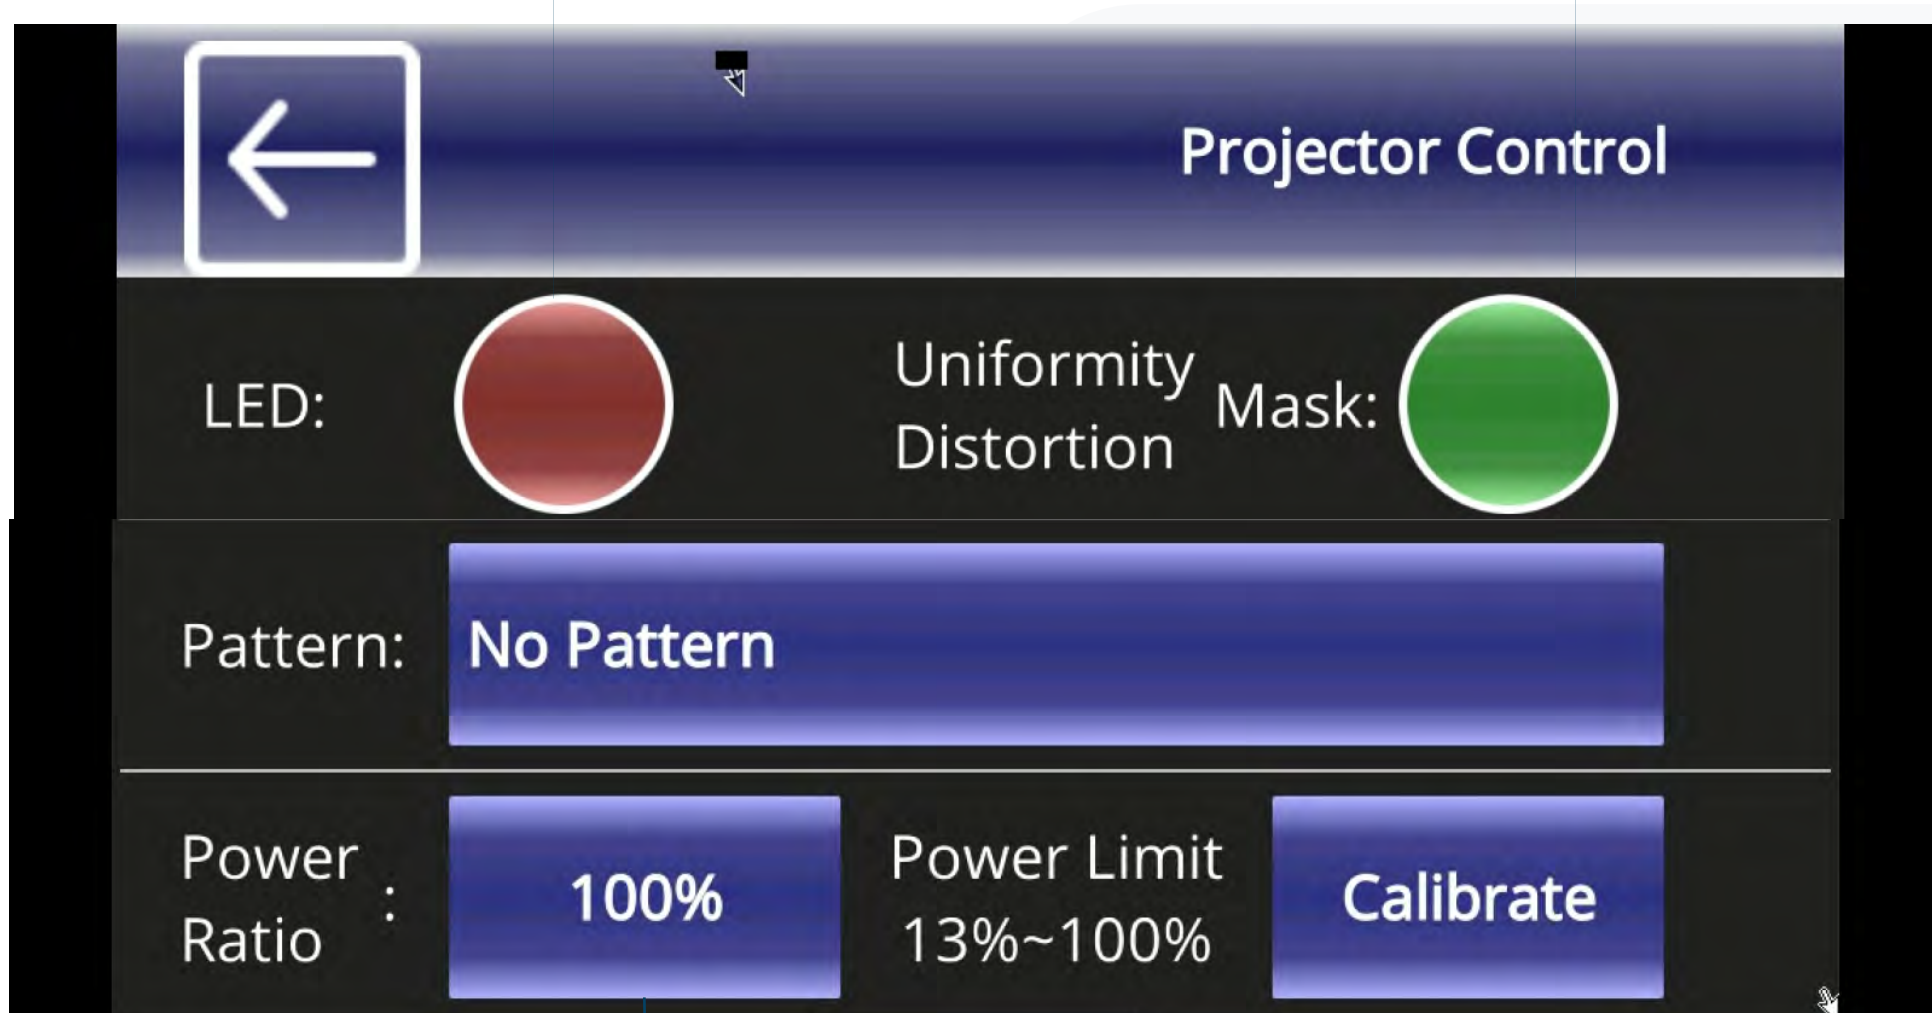 Projector Control
LED:
Uniformity
Distortion
Mask:
Pattern:
No Pattern
Power
Ratio
:
100%
Power Limit
13%~100%
Calibrate